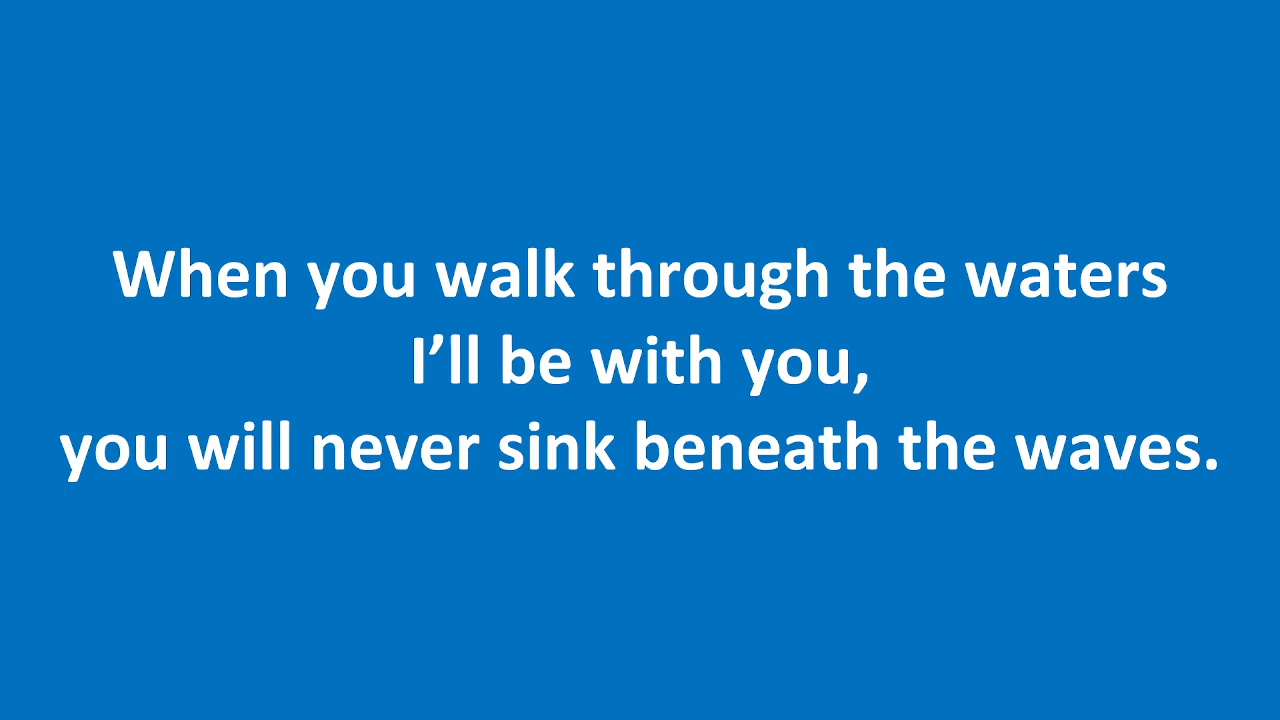 When you walk through the waters
I’ll be with you,
you will never sink beneath the waves.